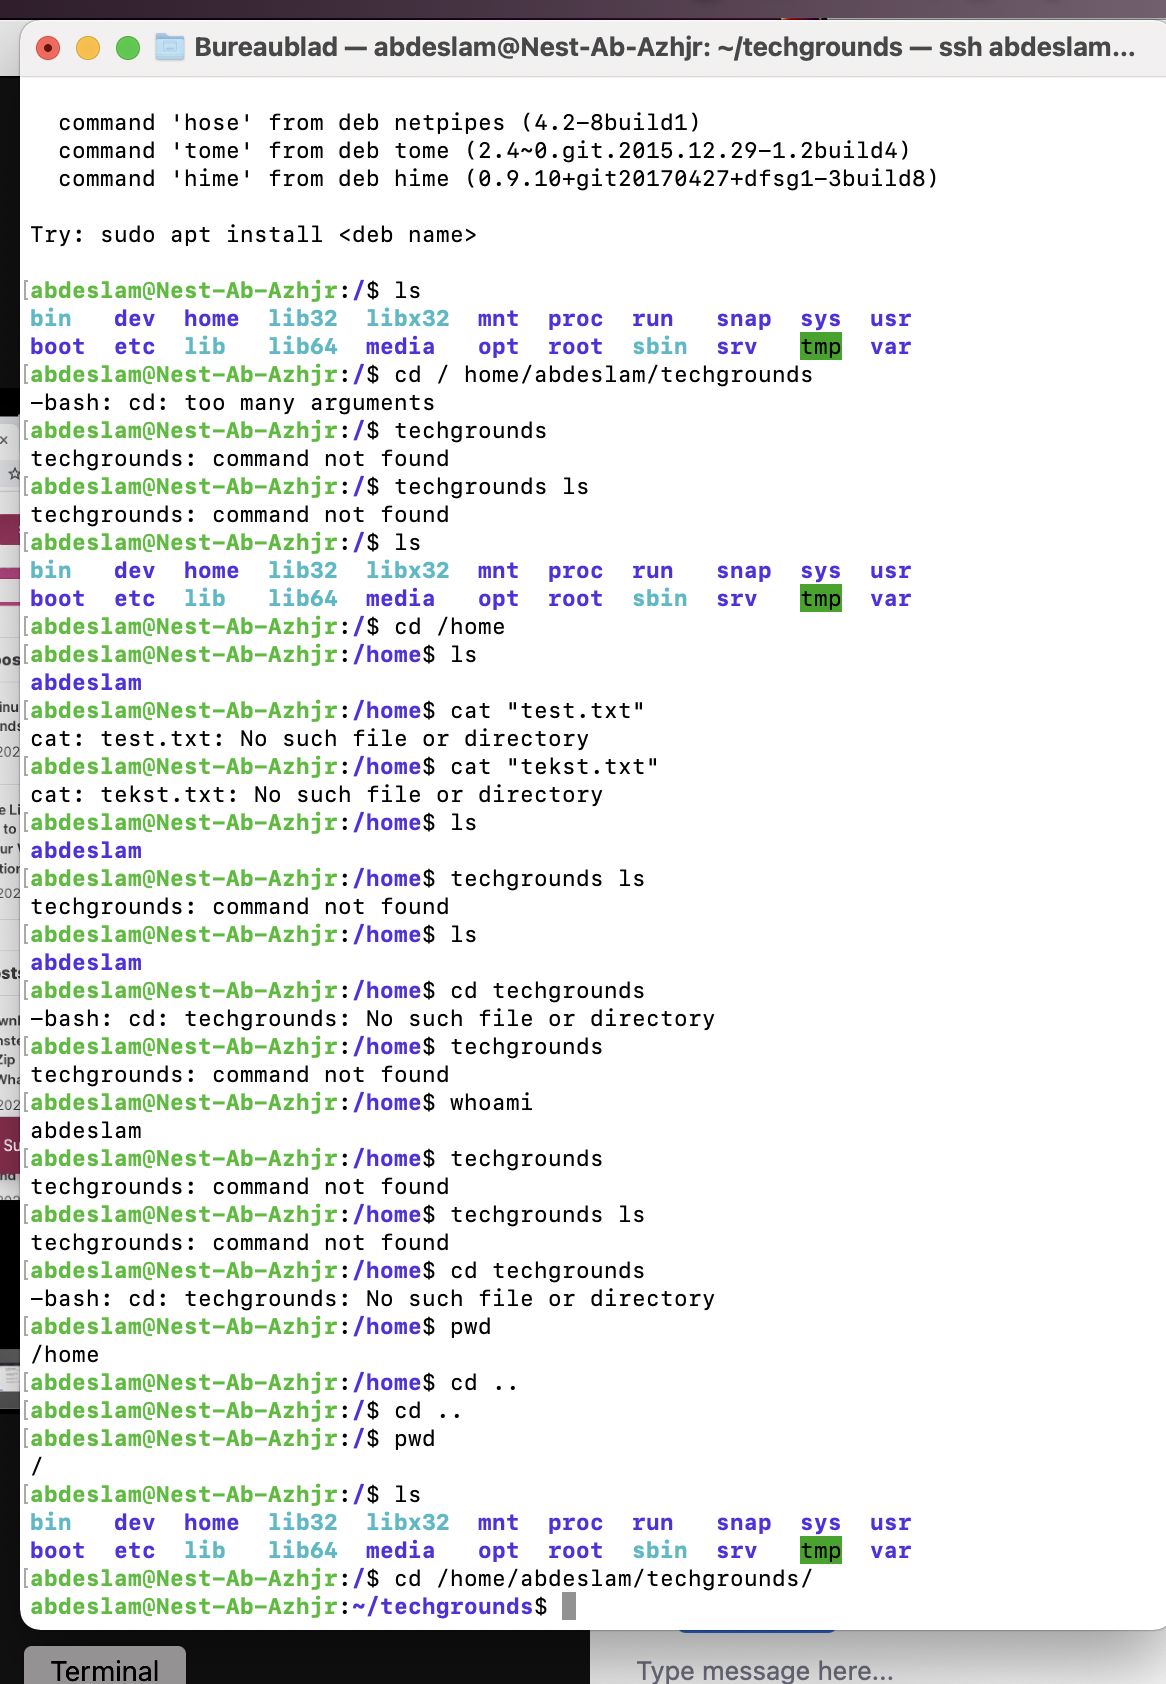 Bureaublad — abdeslam@Nest-Ab-Azhjr: ~/techgrounds — ssh abdeslam...
command 'hose' from deb netpipes (4.2-8build1)
command 'tome' from deb tome (2.4~0.git.2015.12.29-1.2build4)
command 'hime' from deb hime (0.9.10+git20170427+dfsg1-3build8)
Try: sudo apt install <deb name>
[abdeslam@Nest-Ab-Azhjr:/$ ls
bin dev home lib32 libx32 mnt proc run snap sys usr
boot etc lib lib64 media opt root sbin srv tmp var
[abdeslam@Nest-Ab-Azhjr:/$ cd / home/abdeslam/techgrounds
-bash: cd: too many arguments
[abdeslam@Nest-Ab-Azhjr:/$ techgrounds
techgrounds: command not found
[abdeslam@Nest-Ab-Azhjr:/$ techgrounds ls
techgrounds: command not found
[abdeslam@Nest-Ab-Azhjr:/$ ls
bin dev home lib32 libx32 mnt proc run snap sys usr
boot etc lib lib64 media opt root sbin srv tmp var
[abdeslam@Nest-Ab-Azhjr:/$ cd /home
[abdeslam@Nest-Ab-Azhjr:/home$ ls
abdeslam
[abdeslam@Nest-Ab-Azhjr:/home$ cat "test.txt"
cat: test.txt: No such file or directory
[abdeslam@Nest-Ab-Azhjr:/home$ cat "tekst.txt"
cat: tekst.txt: No such file or directory
[abdeslam@Nest-Ab-Azhjr:/home$ ls
abdeslam
[abdeslam@Nest-Ab-Azhjr:/home$ techgrounds ls
techgrounds: command not found
[abdeslam@Nest-Ab-Azhjr:/home$ ls
abdeslam
[abdeslam@Nest-Ab-Azhjr:/home$ cd techgrounds
-bash: cd: techgrounds: No such file or directory
[abdeslam@Nest-Ab-Azhjr:/home$ techgrounds
techgrounds: command not found
[abdeslam@Nest-Ab-Azhjr:/home$ whoami
abdeslam
[abdeslam@Nest-Ab-Azhjr:/home$ techgrounds
techgrounds: command not found
[abdeslam@Nest-Ab-Azhjr:/home$ techgrounds ls
techgrounds: command not found
[abdeslam@Nest-Ab-Azhjr:/home$ cd techgrounds
-bash: cd: techgrounds: No such file or directory
[abdeslam@Nest-Ab-Azhjr:/home$ pwd
/home
[abdeslam@Nest-Ab-Azhjr:/home$ cd ..
[abdeslam@Nest-Ab-Azhjr:/$ cd ..
[abdeslam@Nest-Ab-Azhjr:/$ pwd
/
[abdeslam@Nest-Ab-Azhjr:/$ ls
bin dev home lib32 libx32 mnt proc run snap sys usr
boot etc lib lib64 media opt root sbin srv tmp var
[abdeslam@Nest-Ab-Azhjr:/$ cd /home/abdeslam/techgrounds/
abdeslam@Nest-Ab-Azhjr:~/techgrounds$
Terminal
Type message here...